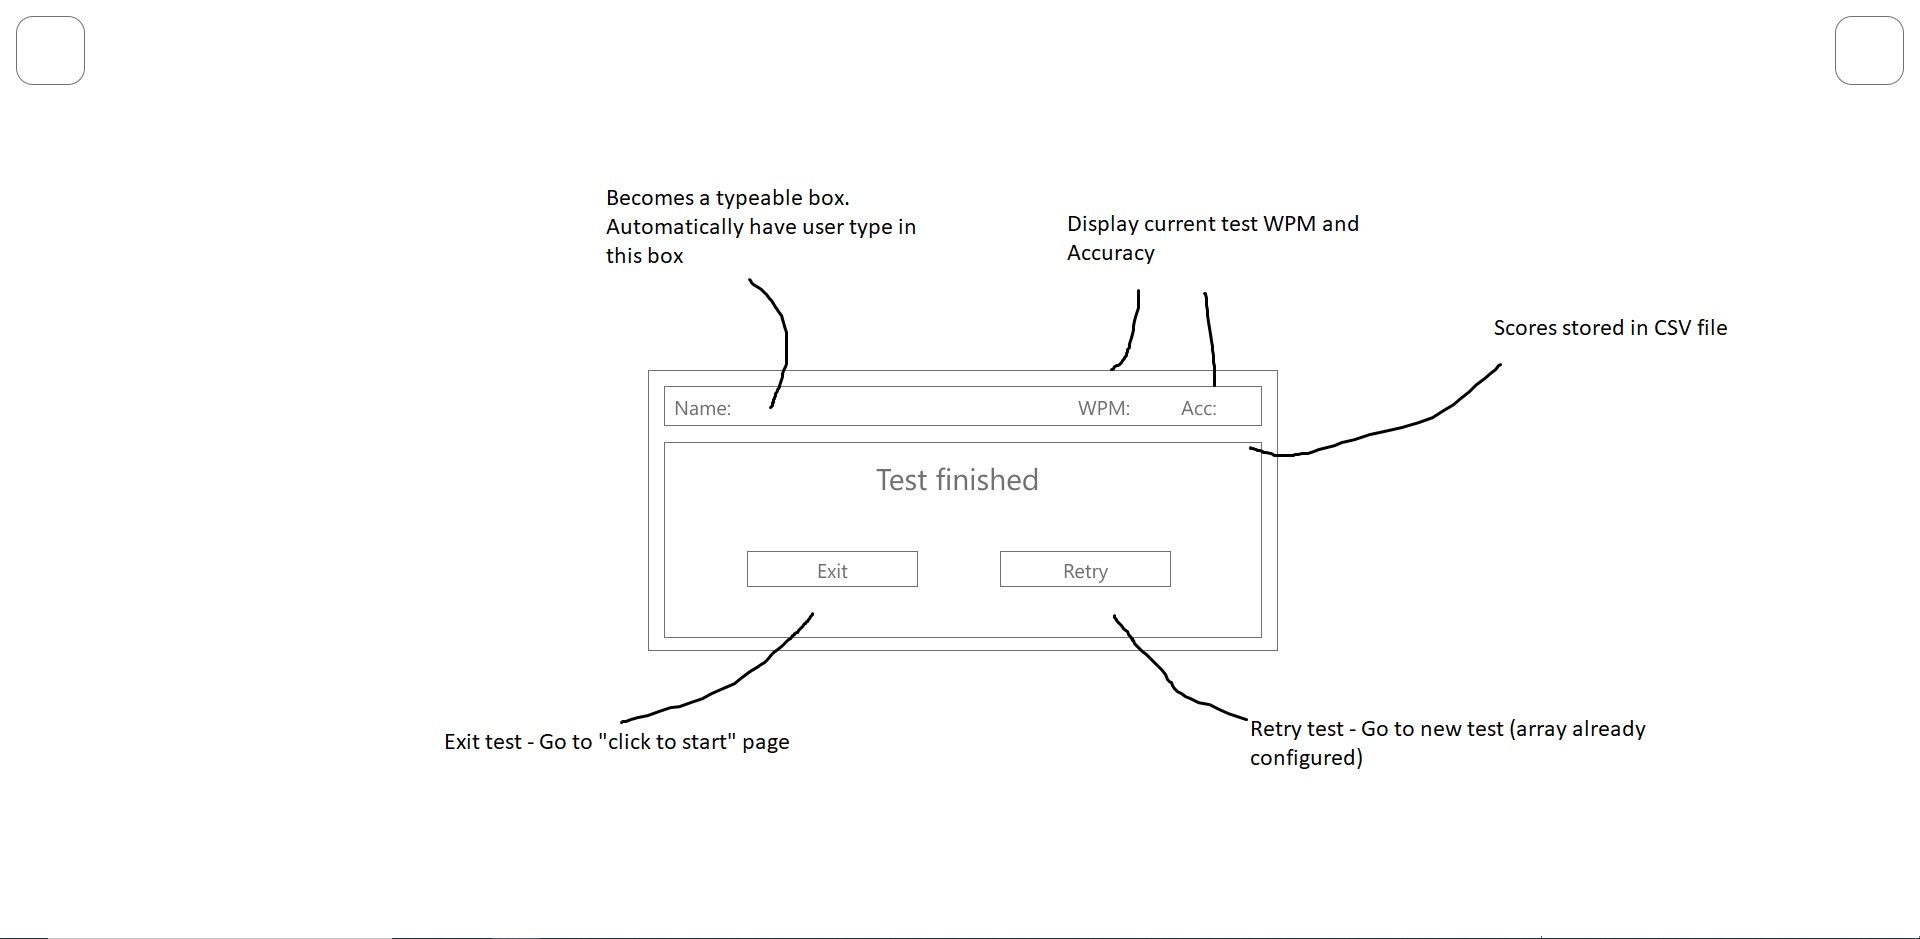 Becomes a typeable box.
Automatically have user type in
this box
Display current test WPM and
Accuracy
Scores stored in CSV file
Name:
WPM:
Acc:
Test finished
Exit
Retry
Exit test - Go to "click to start" page
Retry test - Go to new test (array already
configured)